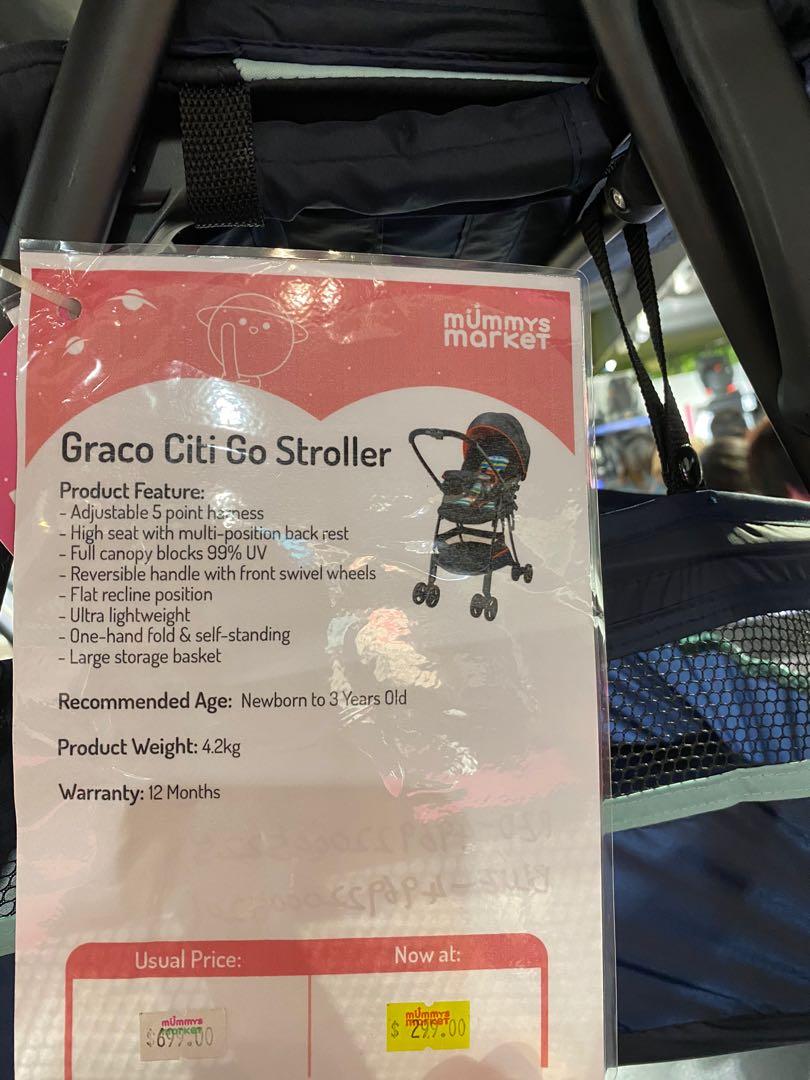 mummys
market
Graco Citi Go Stroller
Product Feature:
- Adjustable 5 point harness
- High seat with multi-position back rest
- Full canopy blocks 99% UV
- Reversible handle with front swivel wheels
- Flat recline position
- Ultra lightweight
- One-hand fold & self-standing
- Large storage basket
Recommended Age: Newborn to 3 Years Old
Product Weight: 4.2kg
Warranty: 12 Months
Usual Price: Now at:
mummys mummys
market market
$699.00 $ 299.00